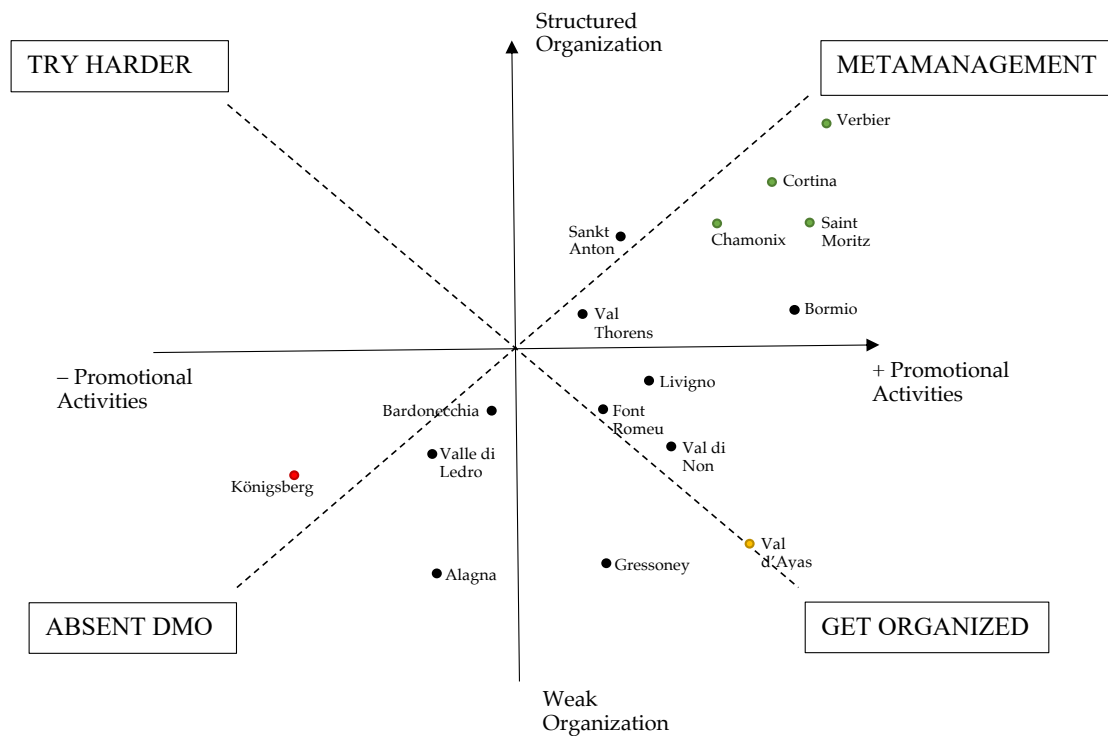 Structured
Organization
TRY HARDER
METAMANAGEMENT
Verbier
Cortina
Sankt
Anton
Chamonix
Saint
Moritz
Val
Thorens
Bormio
– Promotional
Activities
+ Promotional
Activities
Livigno
Bardonecchia
Font
Romeu
Valle di
Ledro
Val di
Non
Königsberg
Val
d'Ayas
Alagna
Gressoney
ABSENT DMO
GET ORGANIZED
Weak
Organization